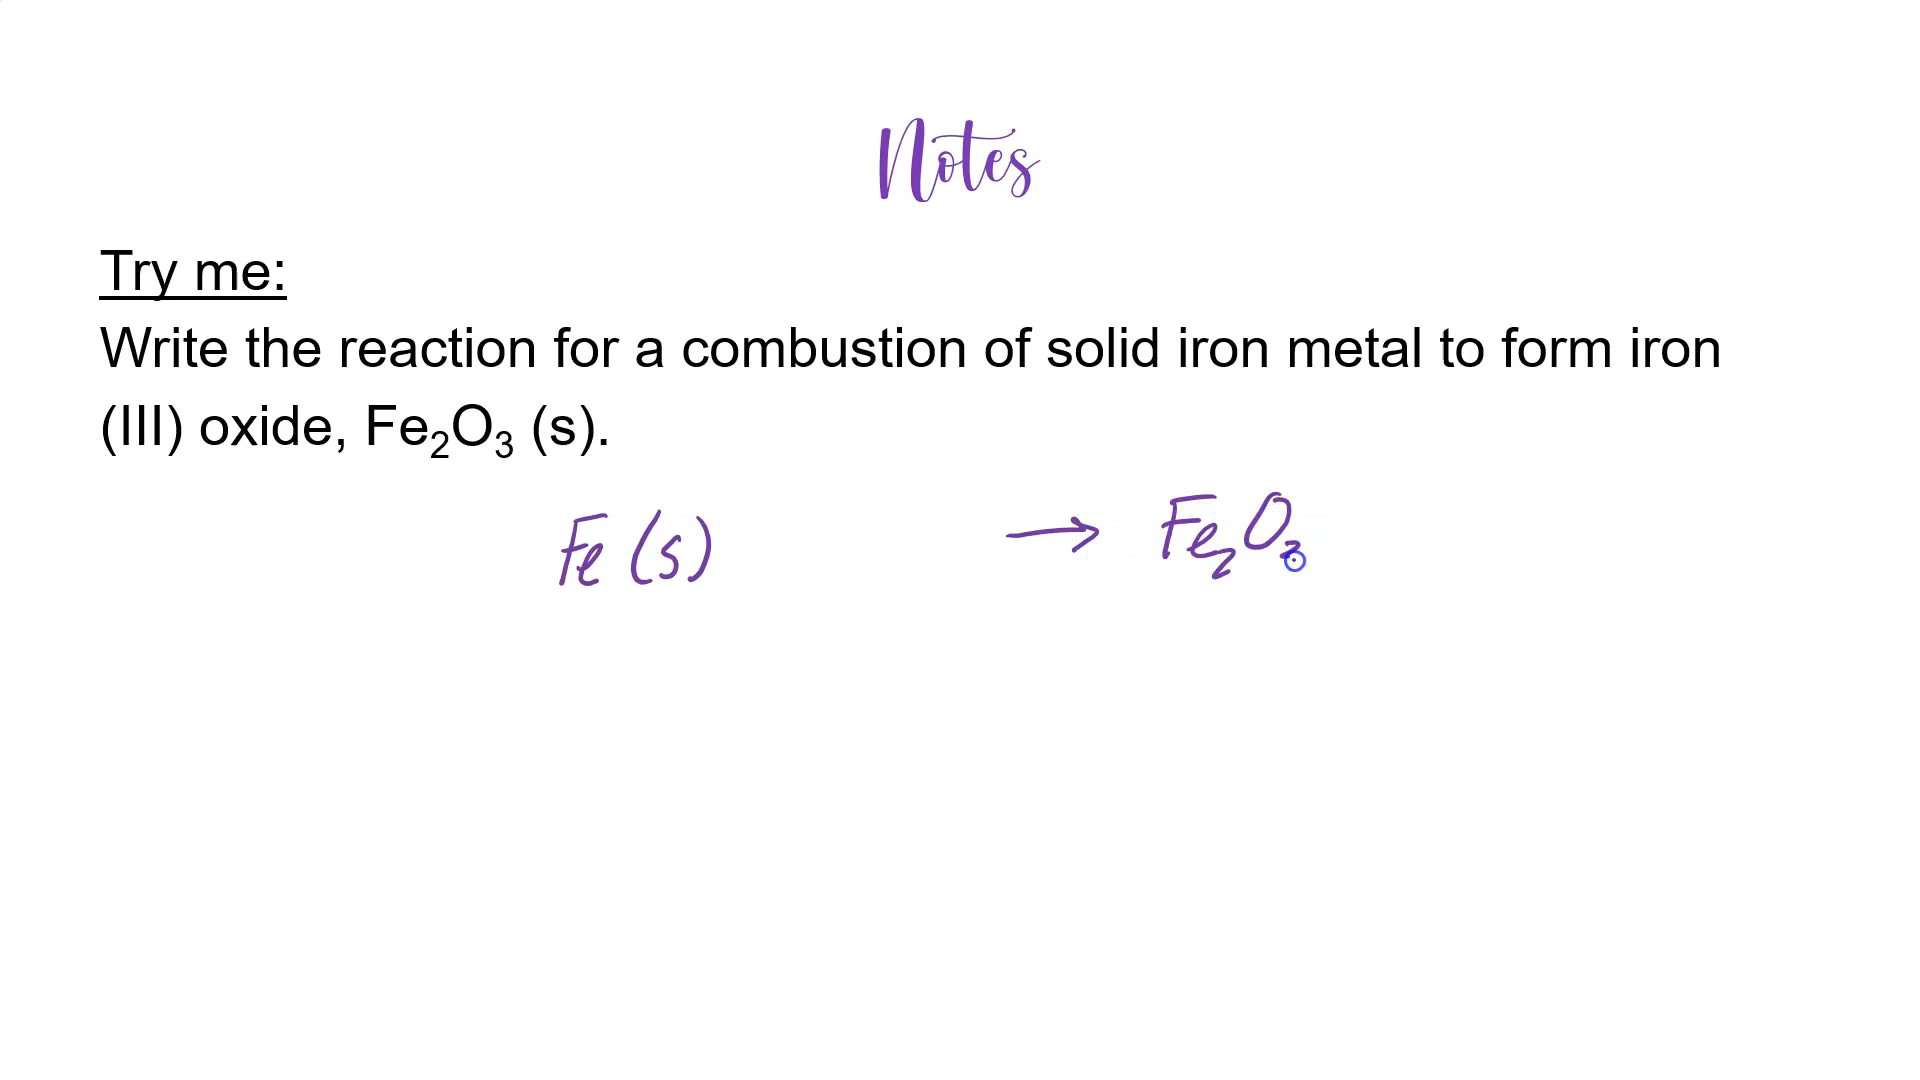 Notes
Try me:
Write the reaction for a combustion of solid iron metal to form iron
(III) oxide, Fe₂O₃ (s).
Fe (s) → Fe₂O₃